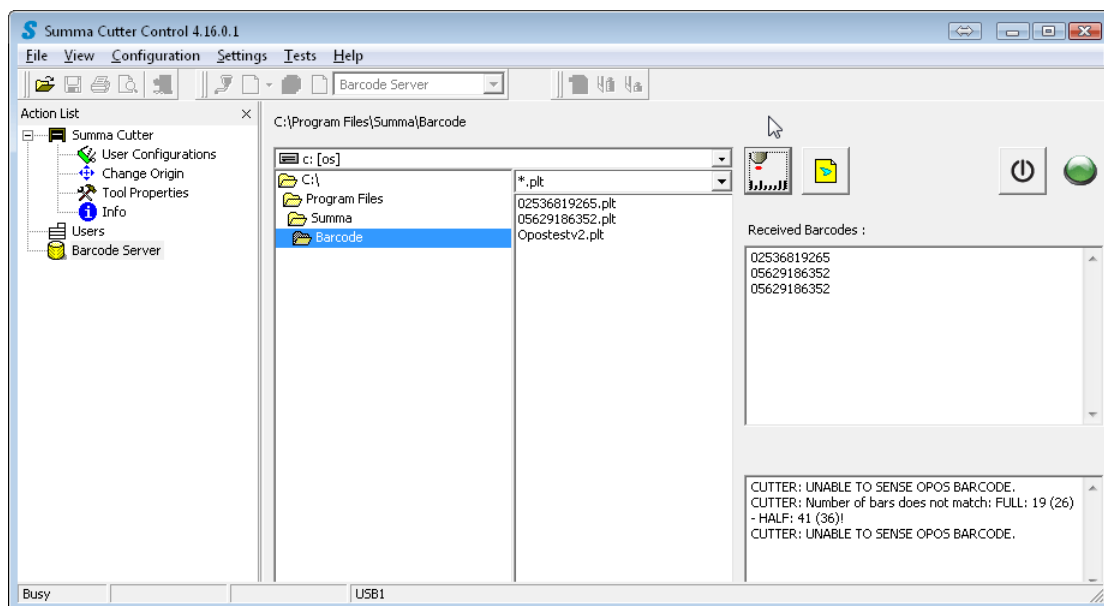 Summa Cutter Control 4.16.0.1
File View Configuration Settings Tests Help
Barcode Server
Action List
Summa Cutter
User Configurations
Change Origin
Tool Properties
Info
Users
Barcode Server
C:\Program Files\Summa\Barcode
c: [os]
C:\
Program Files
Summa
Barcode
*.plt
02536819265.plt
05629186352.plt
Opostestv2.plt
Received Barcodes :
02536819265
05629186352
05629186352
CUTTER: UNABLE TO SENSE OPOS BARCODE.
CUTTER: Number of bars does not match: FULL: 19 (26)
- HALF: 41 (36)!
CUTTER: UNABLE TO SENSE OPOS BARCODE.
Busy
USB1